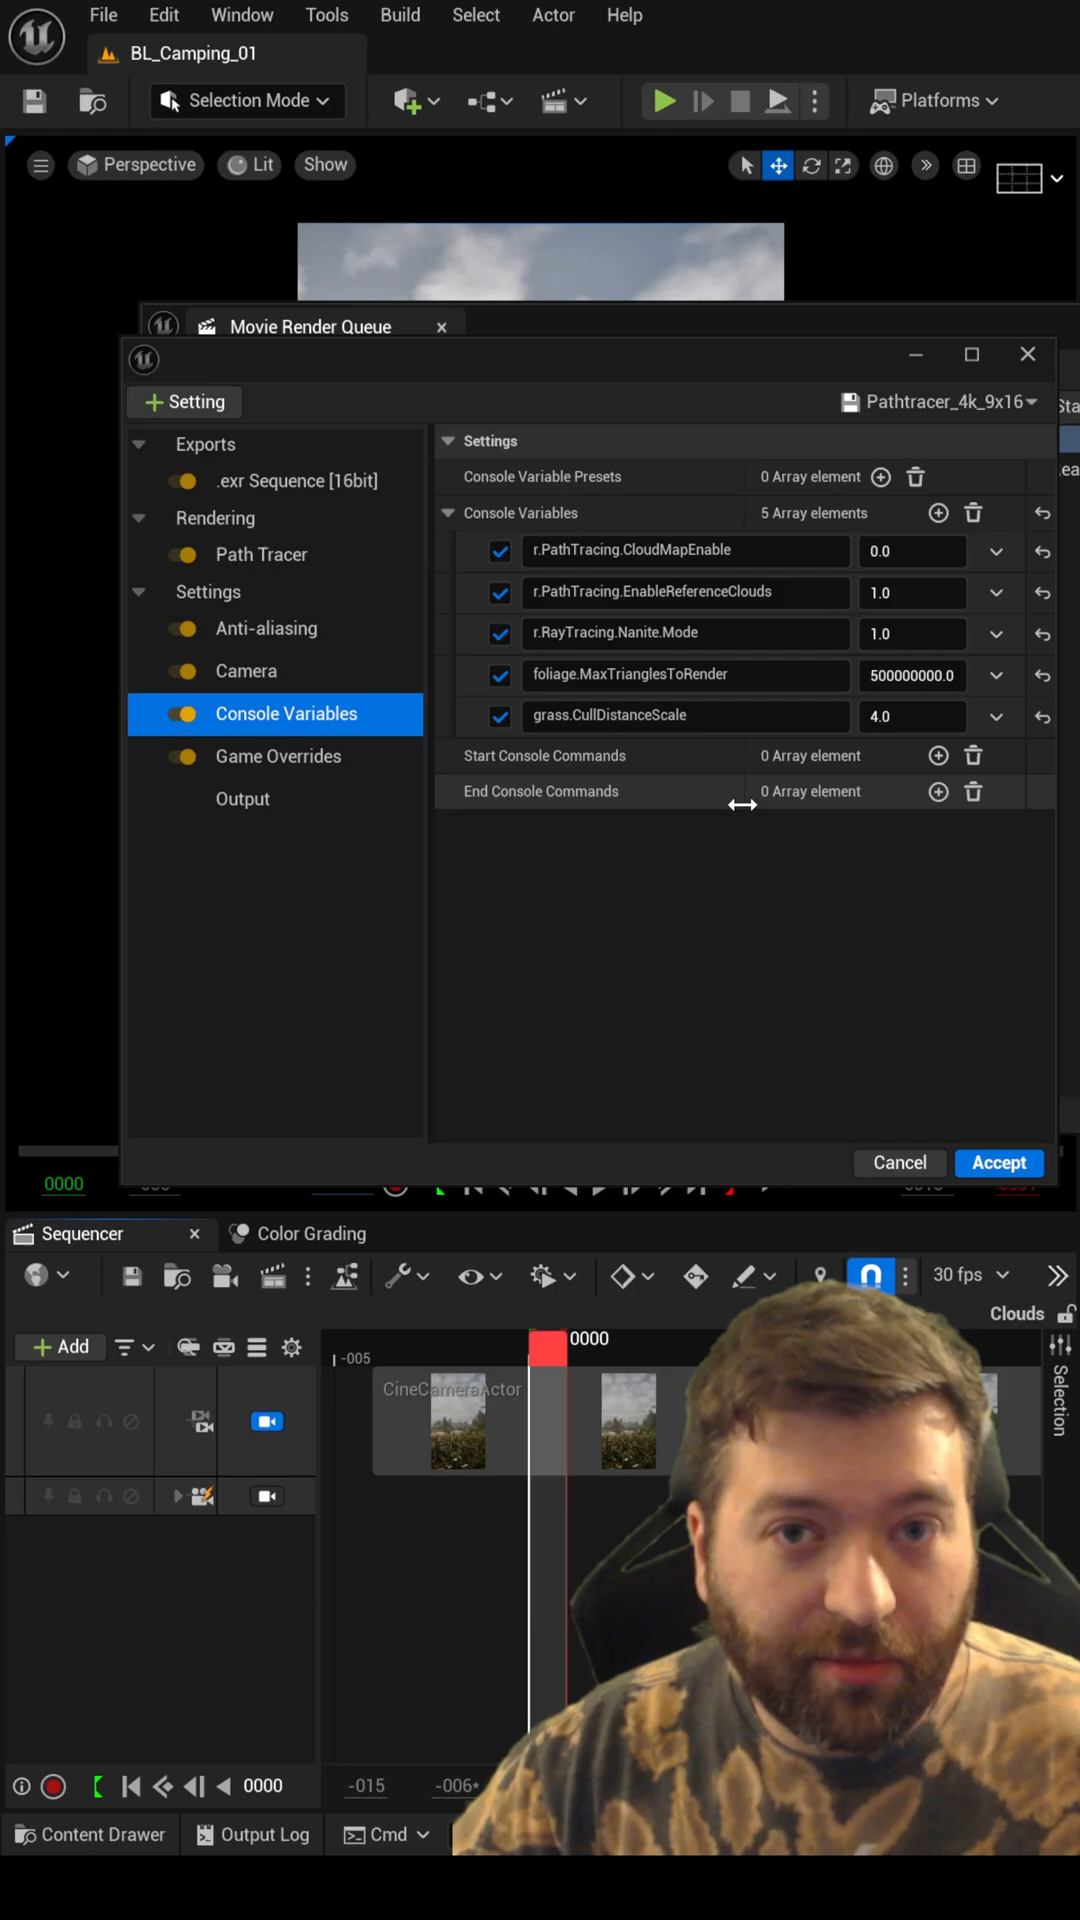 File Edit Window Tools Build Select Actor Help
BL_Camping_01
Selection Mode
Platforms
Perspective Lit Show
Movie Render Queue
Setting
Pathtracer_4k_9x16
Exports
.exr Sequence [16bit]
Rendering
Path Tracer
Settings
Anti-aliasing
Camera
Console Variables
Game Overrides
Output
Settings
Console Variable Presets 0 Array element
Console Variables 5 Array elements
r.PathTracing.CloudMapEnable 0.0
r.PathTracing.EnableReferenceClouds 1.0
r.RayTracing.Nanite.Mode 1.0
foliage.MaxTrianglesToRender 500000000.0
grass.CullDistanceScale 4.0
Start Console Commands 0 Array element
End Console Commands 0 Array element
Cancel Accept
0000
Sequencer Color Grading
30 fps
Clouds
Add
-005
0000
CineCameraActor
Selection
0000
-015 -006*
Content Drawer Output Log Cmd